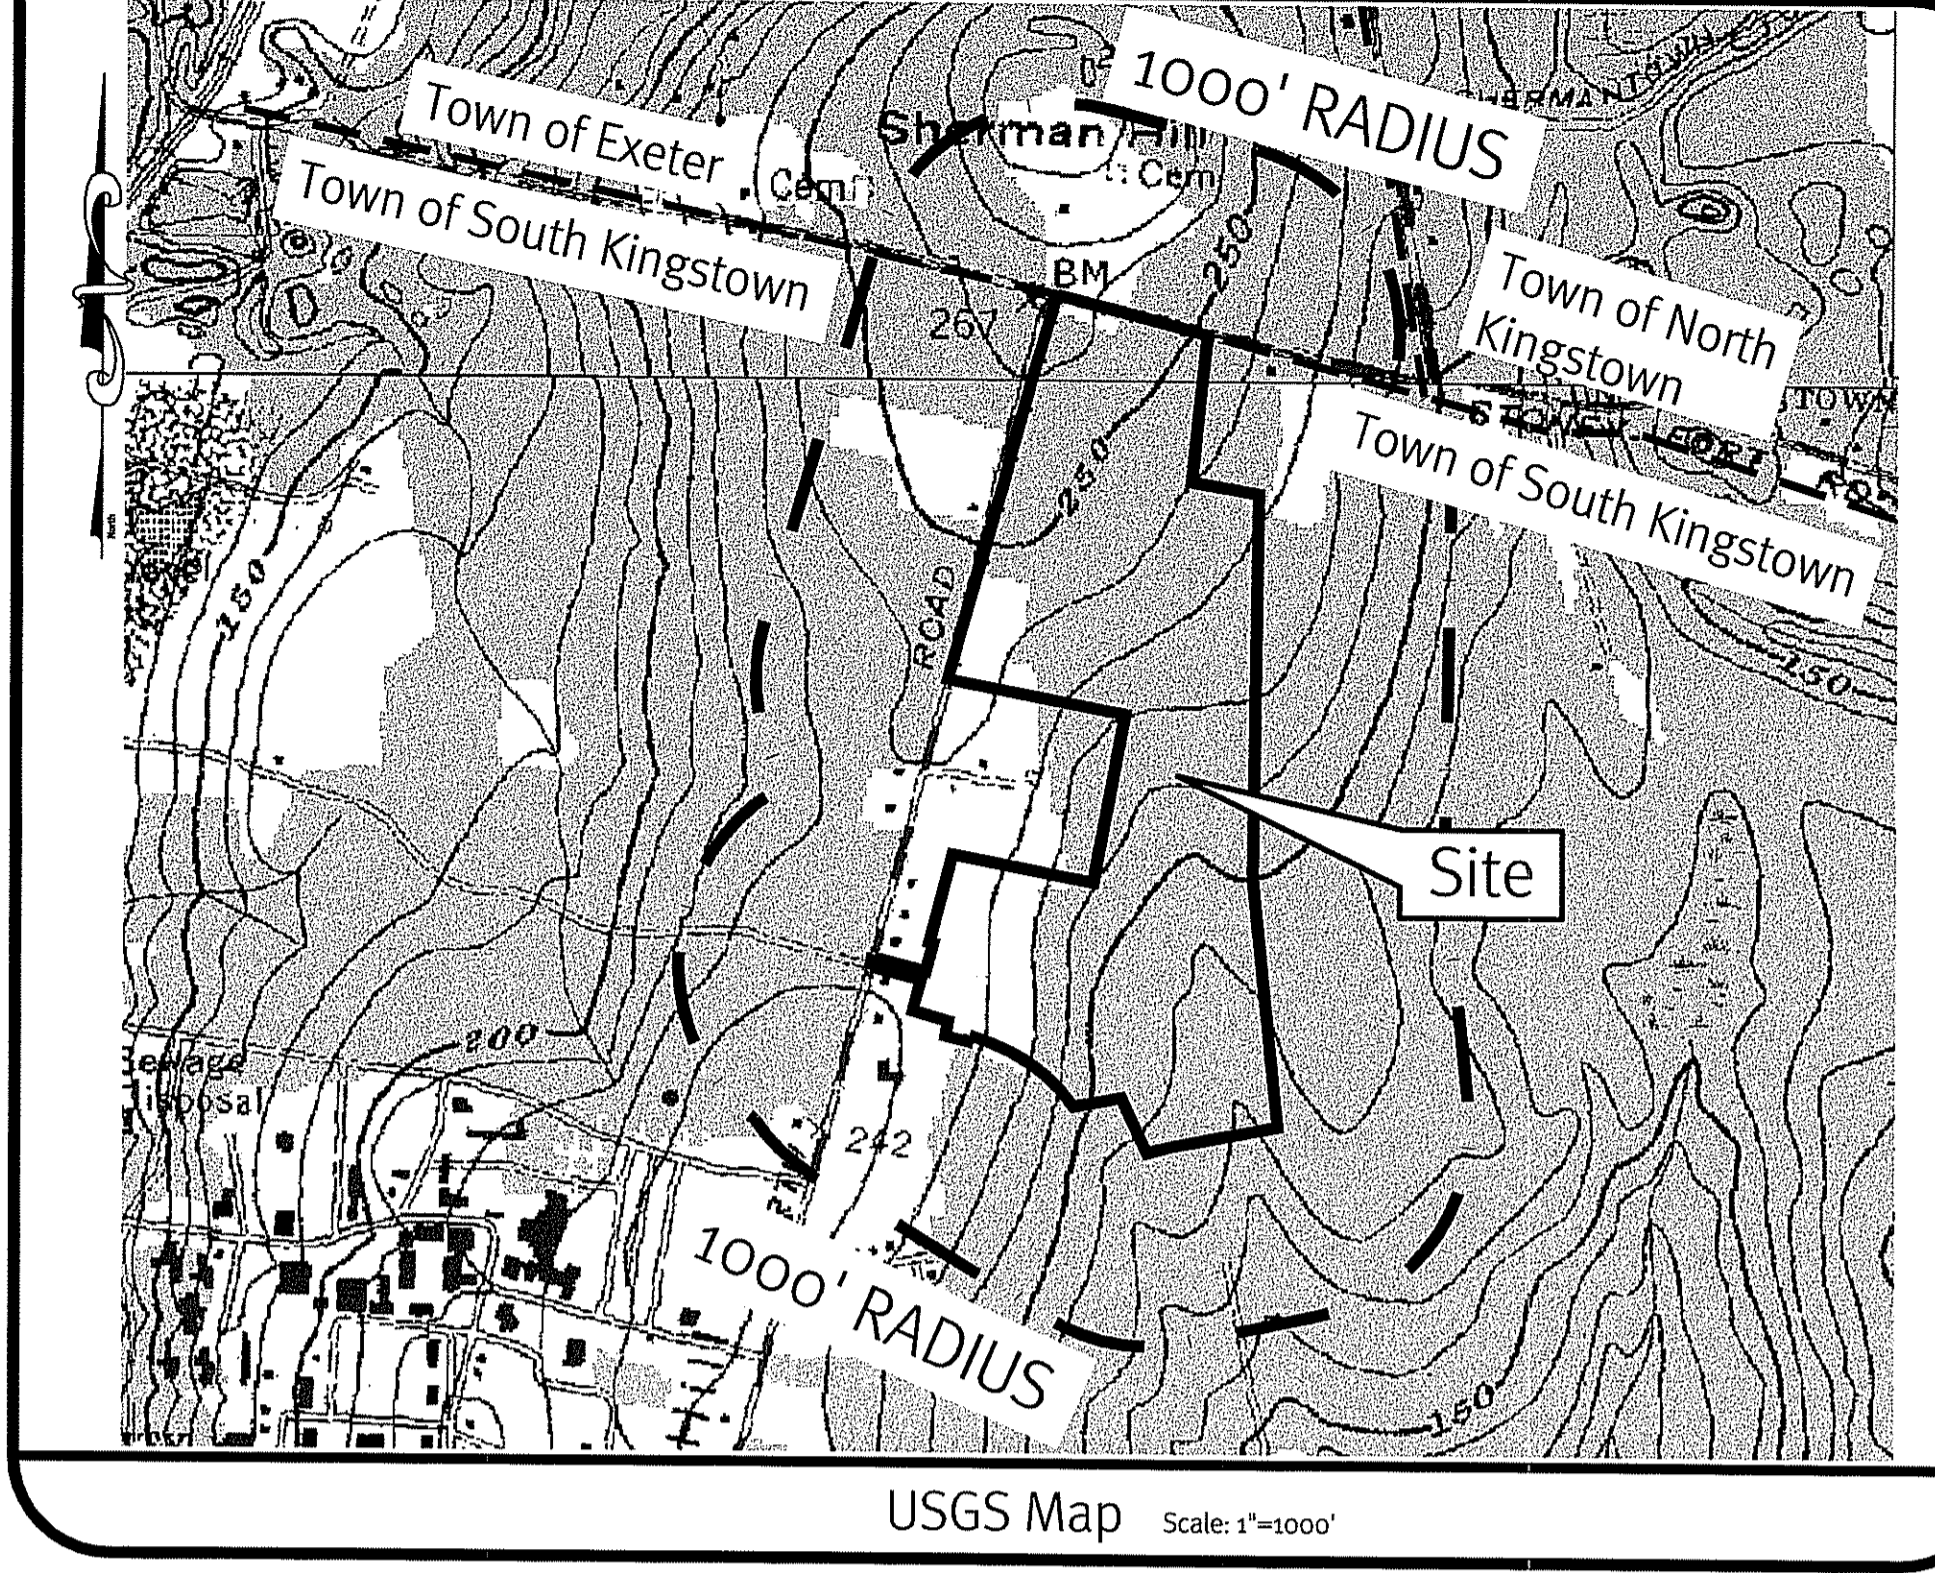 1000' RADIUS
Town of Exeter
Sherman Hill
Cem
Cem
Town of South Kingstown
250
BM
267
Town of North
Kingstown
Town of South Kingstown
250
ROAD
150
150
North
Site
200
Sewage
Disposal
242
1000' RADIUS
150
USGS Map
Scale: 1"=1000'